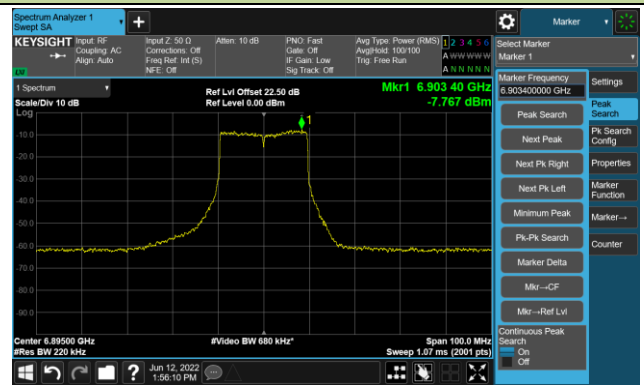 Spectrum Analyzer 1
Swept SA
Marker
KEYSIGHT
Input: RF
Coupling: AC
Align: Auto
Input Z: 50 Ω
Corrections: Off
Freq Ref: Int (S)
NFE: Off
Atten: 10 dB
PNO: Fast
Gate: Off
IF Gain: Low
Sig Track: Off
Avg Type: Power (RMS)
Avg|Hold: 100/100
Trig: Free Run
1 2 3 4 5 6
A W W W W W
A N N N N N
Select Marker
Marker 1
1 Spectrum
Scale/Div 10 dB
Log
Ref Lvl Offset 22.50 dB
Ref Level 0.00 dBm
Mkr1 6.903 40 GHz
-7.767 dBm
1
-10.0
-20.0
-30.0
-40.0
-50.0
-60.0
-70.0
-80.0
-90.0
Center 6.89500 GHz
#Res BW 220 kHz
#Video BW 680 kHz*
Span 100.0 MHz
Sweep 1.07 ms (2001 pts)
Marker Frequency
6.903400000 GHz
Peak Search
Next Peak
Next Pk Right
Next Pk Left
Minimum Peak
Pk-Pk Search
Marker Delta
Mkr→CF
Mkr→Ref Lvl
Continuous Peak
Search
On
Off
Settings
Peak
Search
Pk Search
Config
Properties
Marker
Function
Marker→
Counter
?
Jun 12, 2022
1:56:10 PM